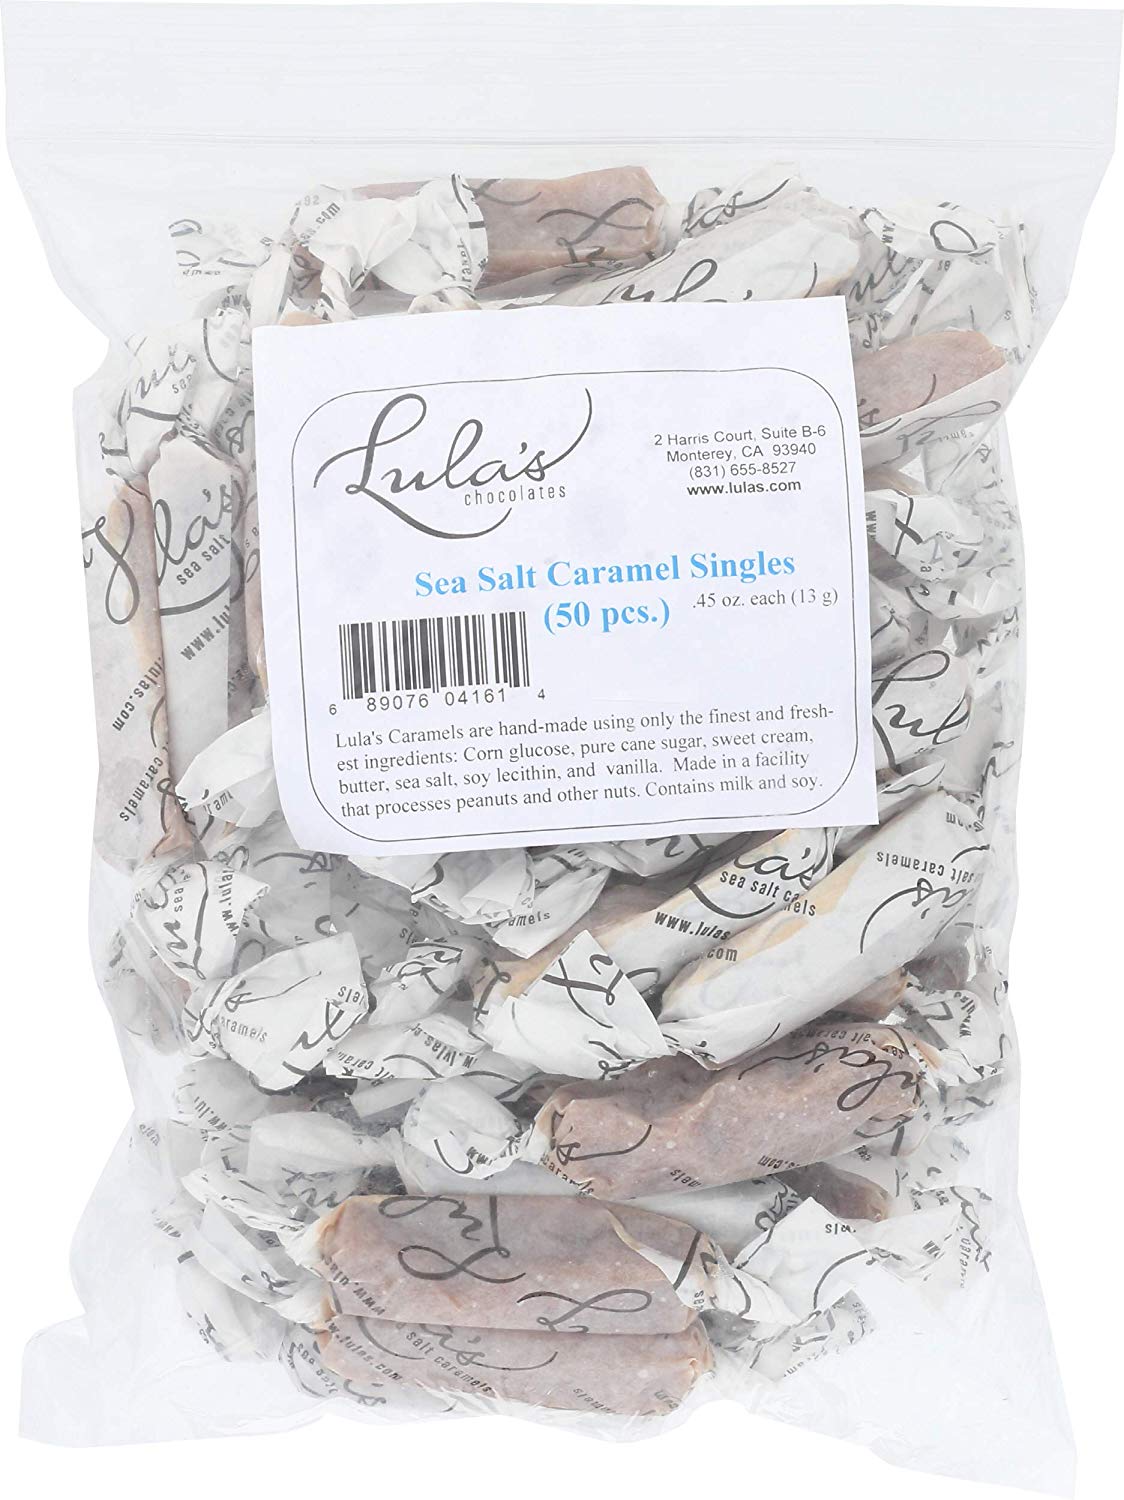 Lula's
chocolates
2 Harris Court, Suite B-6
Monterey, CA 93940
(831) 655-8527
www.lulas.com
Sea Salt Caramel Singles
(50 pcs.)
.45 oz. each (13 g)
6 89076 04161 4
Lula's Caramels are hand-made using only the finest and fresh-
est ingredients: Corn glucose, pure cane sugar, sweet cream,
butter, sea salt, soy lecithin, and vanilla. Made in a facility
that processes peanuts and other nuts. Contains milk and soy.
sea salt
www.lulas
.com
lulas.com
caramels
salt caramels